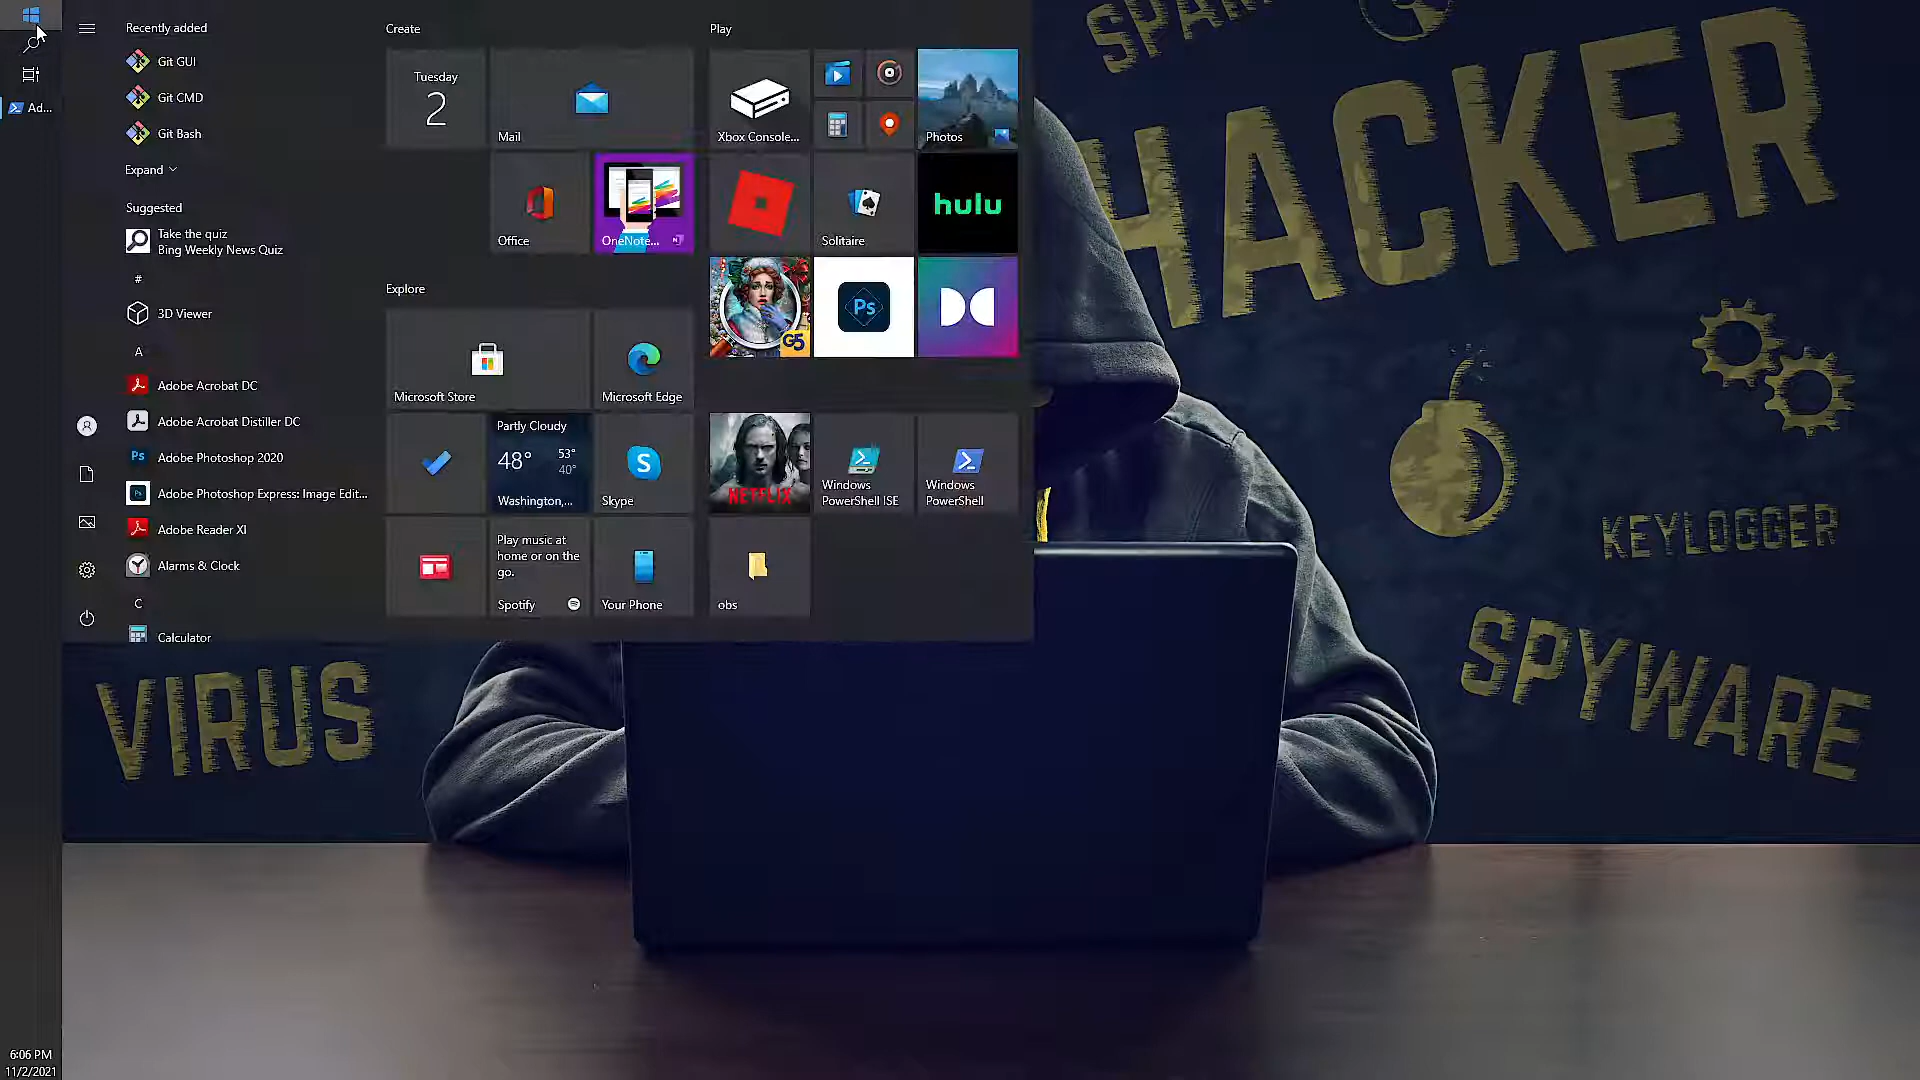 Ad...
6:06 PM
11/2/2021
Recently added
Git GUI
Git CMD
Git Bash
Expand
Suggested
Take the quiz
Bing Weekly News Quiz
#
3D Viewer
A
Adobe Acrobat DC
Adobe Acrobat Distiller DC
Ps
Adobe Photoshop 2020
Adobe Photoshop Express: Image Edit...
Adobe Reader XI
Alarms & Clock
C
Calculator
Create
Tuesday
2
Mail
Office
OneNote...
Explore
Microsoft Store
Microsoft Edge
Partly Cloudy
48°
53°
40°
Washington,...
S
Skype
Play music at
home or on the
go.
Spotify
Your Phone
Play
Xbox Console...
Photos
Solitaire
hulu
G5
Ps
NETFLIX
Windows
PowerShell ISE
Windows
PowerShell
obs
HACKER
KEYLOGGER
SPYWARE
VIRUS